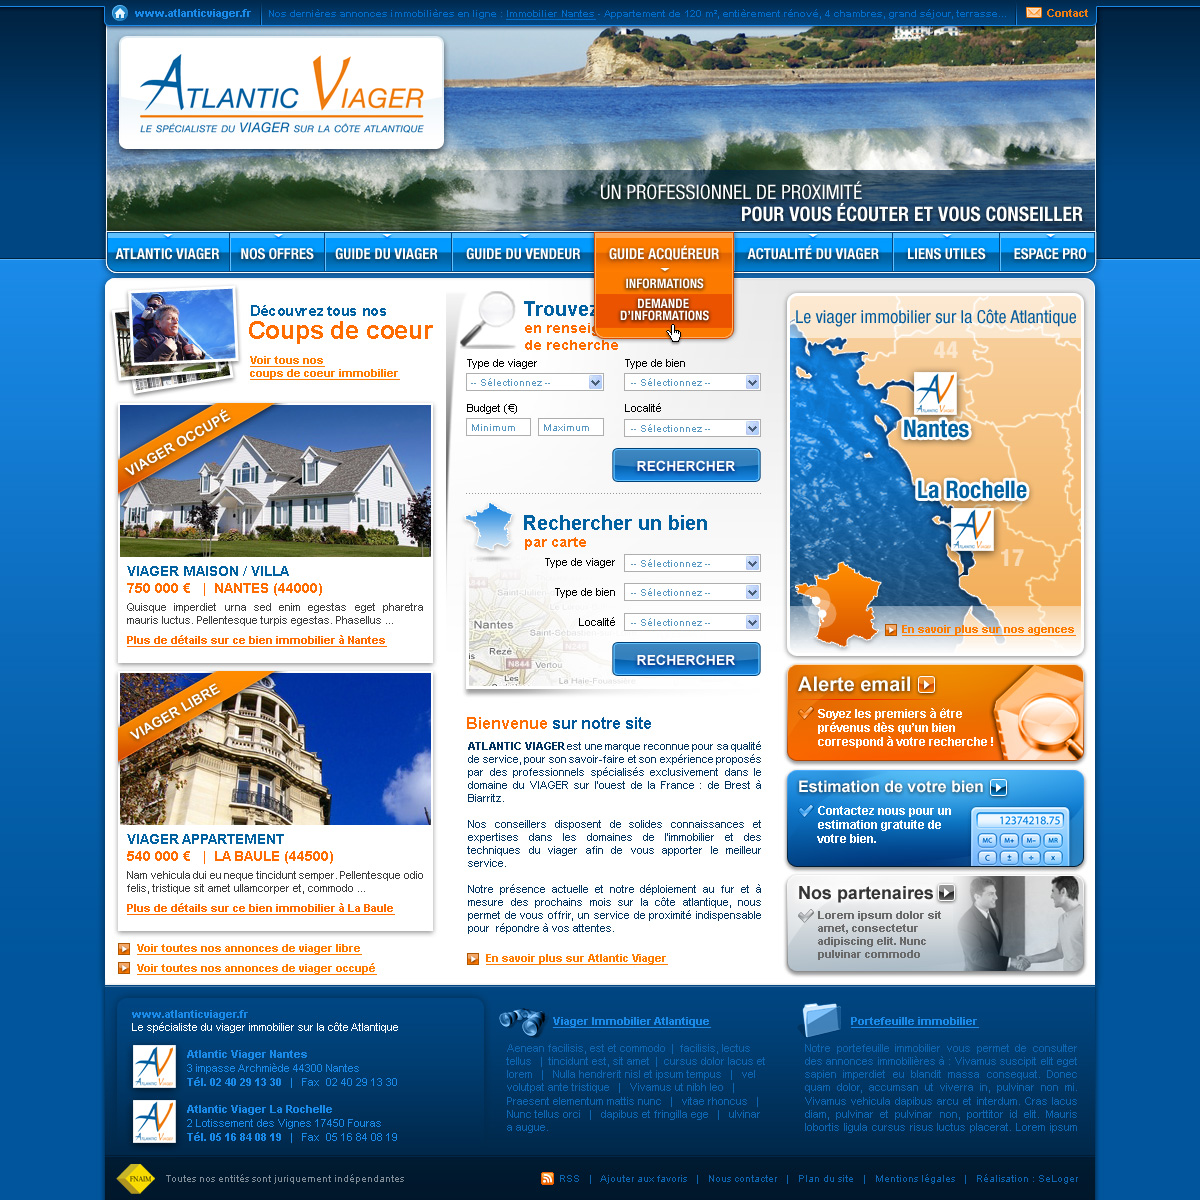 www.atlanticviager.fr
Nos dernières annonces immobilières en ligne : Immobilier Nantes - Appartement de 120 m², entièrement rénové, 4 chambres, grand séjour, terrasse...
Contact
ATLANTIC VIAGER
LE SPÉCIALISTE DU VIAGER SUR LA CÔTE ATLANTIQUE
UN PROFESSIONNEL DE PROXIMITÉ
POUR VOUS ÉCOUTER ET VOUS CONSEILLER
ATLANTIC VIAGER
NOS OFFRES
GUIDE DU VIAGER
GUIDE DU VENDEUR
GUIDE ACQUÉREUR
ACTUALITÉ DU VIAGER
LIENS UTILES
ESPACE PRO
INFORMATIONS
DEMANDE
D'INFORMATIONS
Découvrez tous nos
Coups de coeur
Voir tous nos
coups de coeur immobilier
VIAGER OCCUPÉ
VIAGER MAISON / VILLA
750 000 € | NANTES (44000)
Quisque imperdiet urna sed enim egestas eget pharetra
mauris luctus. Pellentesque turpis egestas. Phasellus ...
Plus de détails sur ce bien immobilier à Nantes
VIAGER LIBRE
VIAGER APPARTEMENT
540 000 € | LA BAULE (44500)
Nam vehicula dui eu neque tincidunt semper. Pellentesque odio
felis, tristique sit amet ullamcorper et, commodo ...
Plus de détails sur ce bien immobilier à La Baule
Voir toutes nos annonces de viager libre
Voir toutes nos annonces de viager occupé
Trouvez
en renseig
de recherche
Type de viager
Type de bien
-- Sélectionnez --
-- Sélectionnez --
Budget (€)
Localité
Minimum
Maximum
-- Sélectionnez --
RECHERCHER
Rechercher un bien
par carte
Type de viager
-- Sélectionnez --
Type de bien
-- Sélectionnez --
Localité
-- Sélectionnez --
Nantes
Rezé
N844
Vertou
RECHERCHER
Bienvenue sur notre site
ATLANTIC VIAGER est une marque reconnue pour sa qualité
de service, pour son savoir-faire et son expérience proposés
par des professionnels spécialisés exclusivement dans le
domaine du VIAGER sur l'ouest de la France : de Brest à
Biarritz.
Nos conseillers disposent de solides connaissances et
expertises dans les domaines de l'immobilier et des
techniques du viager afin de vous apporter le meilleur
service.
Notre présence actuelle et notre déploiement au fur et à
mesure des prochains mois sur la côte atlantique, nous
permet de vous offrir, un service de proximité indispensable
pour répondre à vos attentes.
En savoir plus sur Atlantic Viager
Le viager immobilier sur la Côte Atlantique
44
ATLANTIC VIAGER
Nantes
La Rochelle
ATLANTIC VIAGER
17
En savoir plus sur nos agences
Alerte email
Soyez les premiers à être
prévenus dès qu'un bien
correspond à votre recherche !
Estimation de votre bien
Contactez nous pour un
estimation gratuite de
votre bien.
12374218.75
MC M+ M- MR
C ± ÷ x
Nos partenaires
Lorem ipsum dolor sit
amet, consectetur
adipiscing elit. Nunc
pulvinar commodo
www.atlanticviager.fr
Le spécialiste du viager immobilier sur la côte Atlantique
Atlantic Viager Nantes
3 impasse Archmiède 44300 Nantes
Tél. 02 40 29 13 30 | Fax 02 40 29 13 30
Atlantic Viager La Rochelle
2 Lotissement des Vignes 17450 Fouras
Tél. 05 16 84 08 19 | Fax 05 16 84 08 19
Viager Immobilier Atlantique
Aenean facilisis, est et commodo | facilisis, lectus
tellus | tincidunt est, sit amet | cursus dolor lacus et
lorem | Nulla hendrerit nisl et ipsum tempus | vel
volutpat ante tristique | Vivamus ut nibh leo |
Praesent elementum mattis nunc | vitae rhoncus |
Nunc tellus orci | dapibus et fringilla ege | ulvinar
a augue.
Portefeuille immobilier
Notre portefeuille immobilier vous permet de consulter
des annonces immobilières à : Vivamus suscipit elit eget
sapien imperdiet eu blandit massa consequat. Donec
quam dolor, accumsan ut viverra in, pulvinar non mi.
Vivamus vehicula dapibus arcu et interdum. Cras lacus
diam, pulvinar et pulvinar non, porttitor id elit. Mauris
lobortis ligula cursus risus luctus placerat. Lorem ipsum
FNAIM
Toutes nos entités sont juriquement indépendantes
RSS | Ajouter aux favoris | Nous contacter | Plan du site | Mentions légales | Réalisation : SeLoger